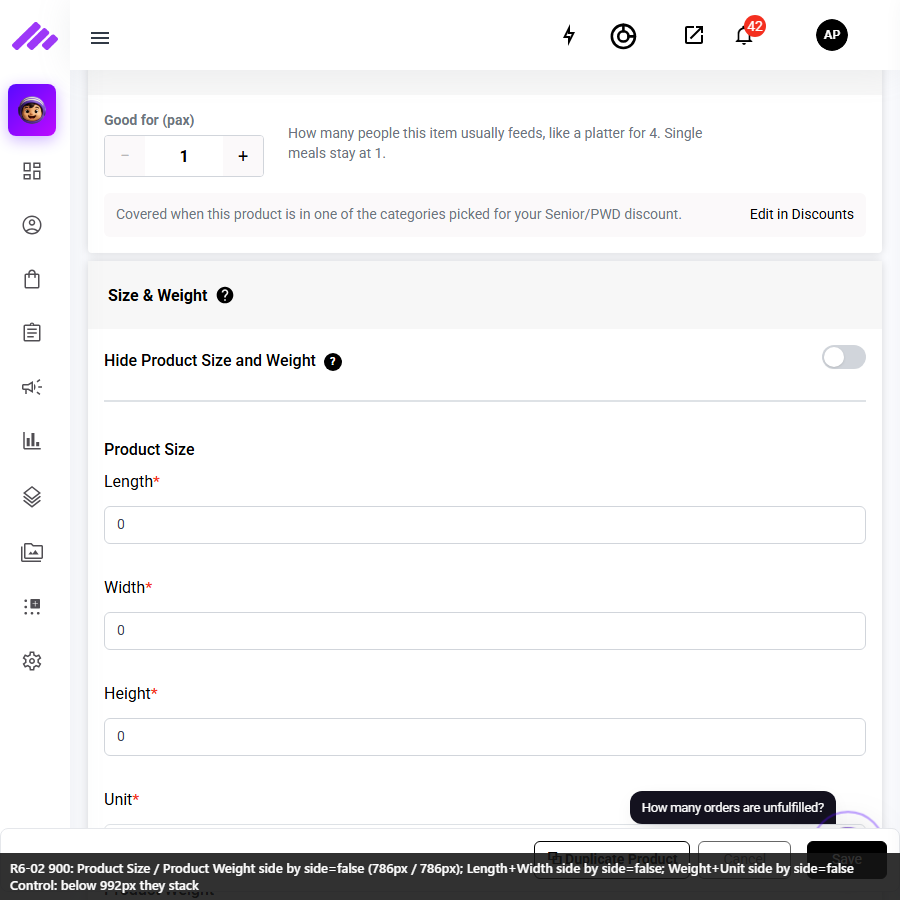 42
AP
Good for (pax)
− 1 +
How many people this item usually feeds, like a platter for 4. Single
meals stay at 1.
Covered when this product is in one of the categories picked for your Senior/PWD discount.
Edit in Discounts
Size & Weight ?
Hide Product Size and Weight ?
Product Size
Length*
0
Width*
0
Height*
0
Unit*
How many orders are unfulfilled?
Duplicate Product
Cancel
Save
R6-02 900: Product Size / Product Weight side by side=false (786px / 786px); Length+Width side by side=false; Weight+Unit side by side=false
Control: below 992px they stack